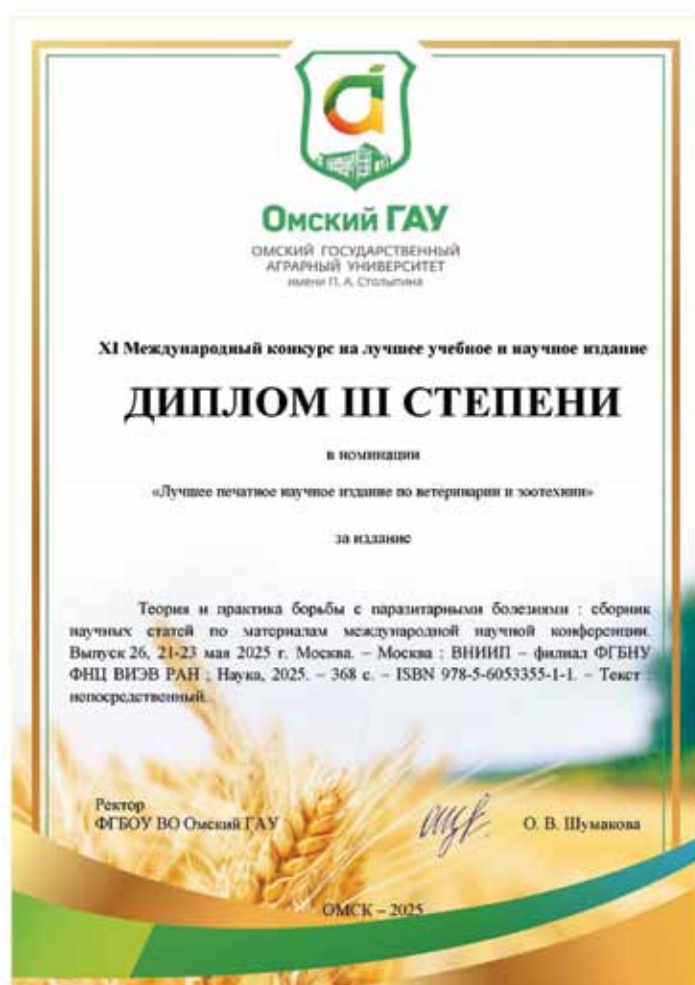 Омский ГАУ
ОМСКИЙ ГОСУДАРСТВЕННЫЙ
АГРАРНЫЙ УНИВЕРСИТЕТ
имени П. А. Столыпина
XI Международный конкурс на лучшее учебное и научное издание
ДИПЛОМ III СТЕПЕНИ
в номинации
«Лучшее печатное научное издание по ветеринарии и зоотехнии»
за издание
Теория и практика борьбы с паразитарными болезнями : сборник
научных статей по материалам международной научной конференции.
Выпуск 26, 21-23 мая 2025 г. Москва. – Москва : ВНИИП – филиал ФГБНУ
ФНЦ ВИЭВ РАН ; Наука, 2025. – 368 с. – ISBN 978-5-6053355-1-1. – Текст :
непосредственный.
Ректор
ФГБОУ ВО Омский ГАУ
О. В. Шумакова
ОМСК – 2025